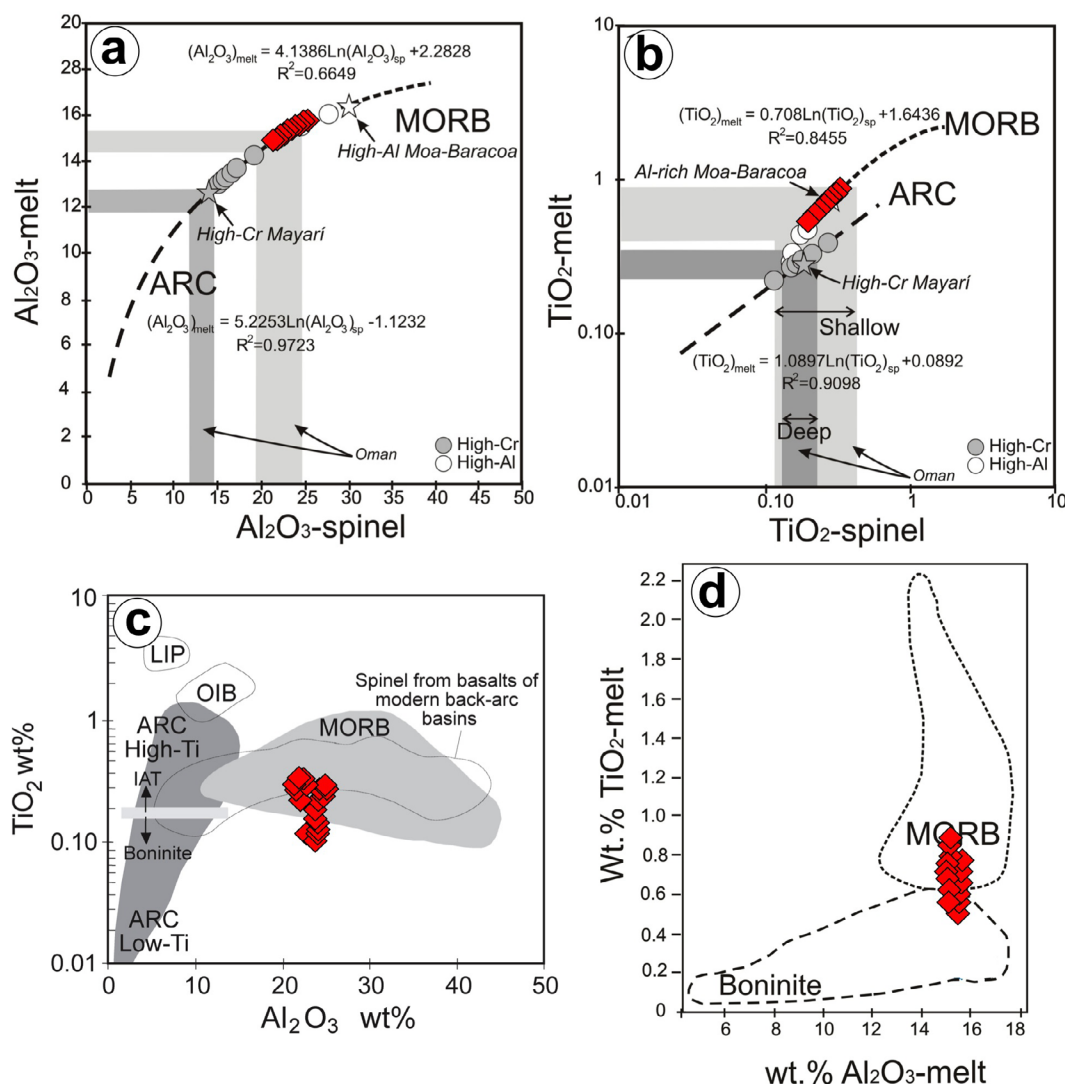 a
20
28
16
14
12
10
8
6
4
2
0
Al2O3-melt
(Al2O3)melt = 4.1386Ln(Al2O3)sp +2.2828
R2=0.6649
MORB
High-Al Moa-Baracoa
High-Cr Mayarí
ARC
(Al2O3)melt = 5.2253Ln(Al2O3)sp -1.1232
R2=0.9723
Oman
High-Cr
High-Al
0 5 10 15 20 25 30 35 40 45 50
Al2O3-spinel
b
10
1
0.10
0.01
TiO2-melt
(TiO2)melt = 0.708Ln(TiO2)sp +1.6436
R2=0.8455
MORB
Al-rich Moa-Baracoa
ARC
High-Cr Mayarí
Shallow
(TiO2)melt = 1.0897Ln(TiO2)sp +0.0892
R2=0.9098
Deep
Oman
High-Cr
High-Al
0.01 0.10 1 10
TiO2-spinel
c
10
1
0.10
0.01
TiO2 wt%
LIP
OIB
ARC
High-Ti
IAT
Boninite
ARC
Low-Ti
MORB
Spinel from basalts of
modern back-arc
basins
0 10 20 30 40 50
Al2O3 wt%
d
2.2
2.0
1.8
1.6
1.4
1.2
1.0
0.8
0.6
0.4
0.2
0
Wt.% TiO2-melt
MORB
Boninite
6 8 10 12 14 16 18
wt.% Al2O3-melt